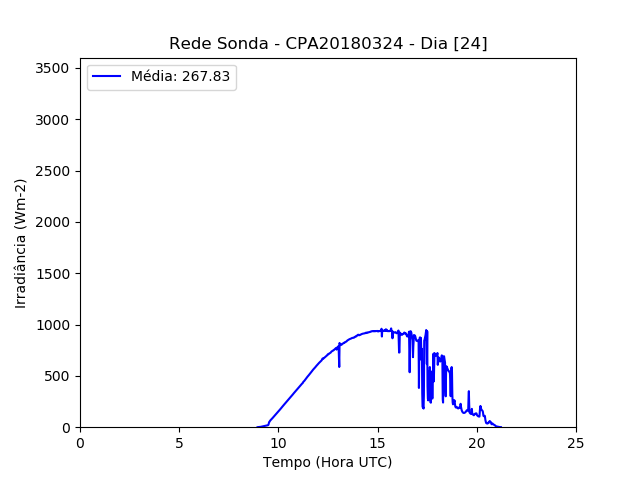 Rede Sonda - CPA20180324 - Dia [24]
Média: 267.83
3500
3000
2500
2000
1500
1000
500
0
Irradiância (Wm-2)
0 5 10 15 20 25
Tempo (Hora UTC)